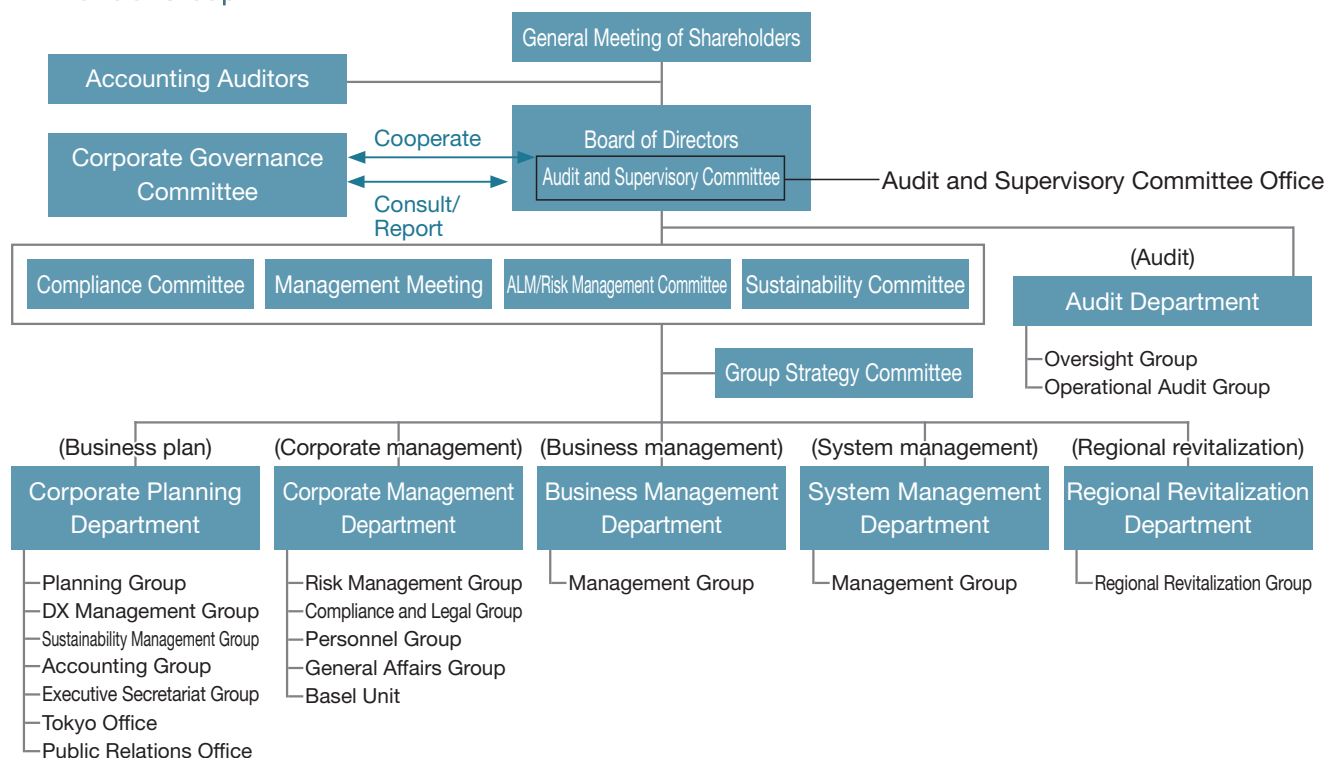 General Meeting of Shareholders
Accounting Auditors
Corporate Governance
Committee
Cooperate
Consult/
Report
Board of Directors
Audit and Supervisory Committee
Audit and Supervisory Committee Office
Compliance Committee
Management Meeting
ALM/Risk Management Committee
Sustainability Committee
(Audit)
Audit Department
Oversight Group
Operational Audit Group
Group Strategy Committee
(Business plan)
Corporate Planning
Department
Planning Group
DX Management Group
Sustainability Management Group
Accounting Group
Executive Secretariat Group
Tokyo Office
Public Relations Office
(Corporate management)
Corporate Management
Department
Risk Management Group
Compliance and Legal Group
Personnel Group
General Affairs Group
Basel Unit
(Business management)
Business Management
Department
Management Group
(System management)
System Management
Department
Management Group
(Regional revitalization)
Regional Revitalization
Department
Regional Revitalization Group